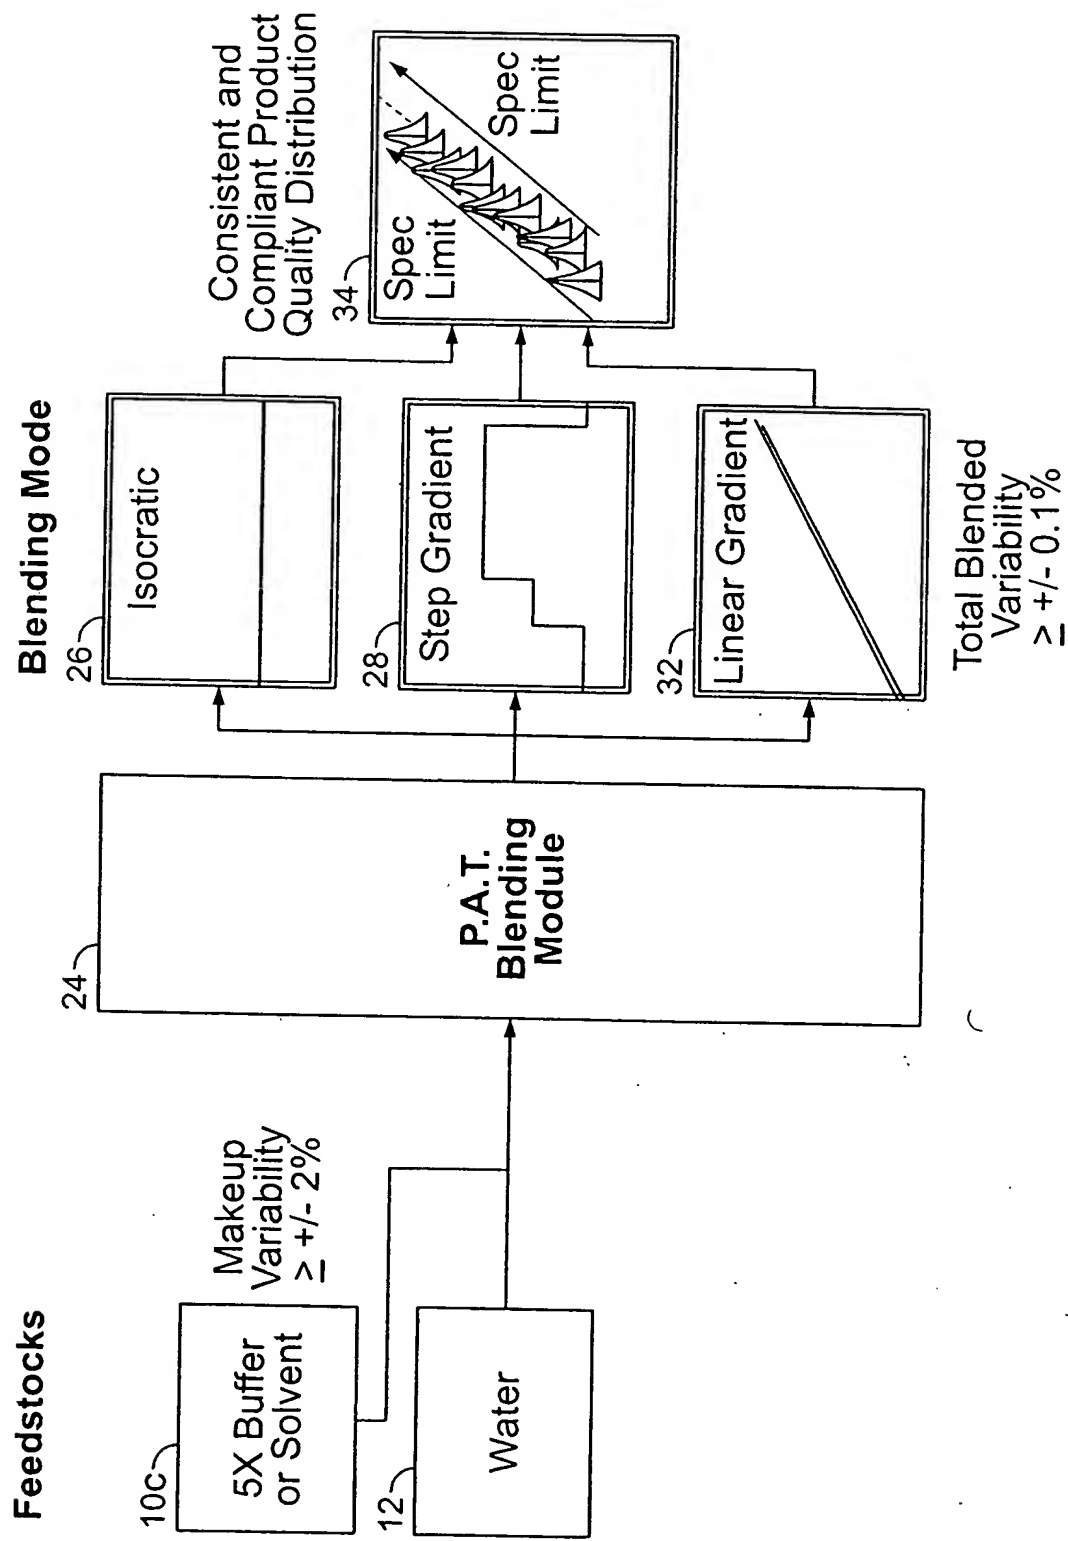 Feedstocks
10c
5X Buffer
or Solvent
Makeup
Variability
≥ +/- 2%
12
Water
24
P.A.T.
Blending
Module
Blending Mode
26
Isocratic
28
Step Gradient
32
Linear Gradient
Total Blended
Variability
≥ +/- 0.1%
Consistent and
Compliant Product
Quality Distribution
34
Spec
Limit
Spec
Limit